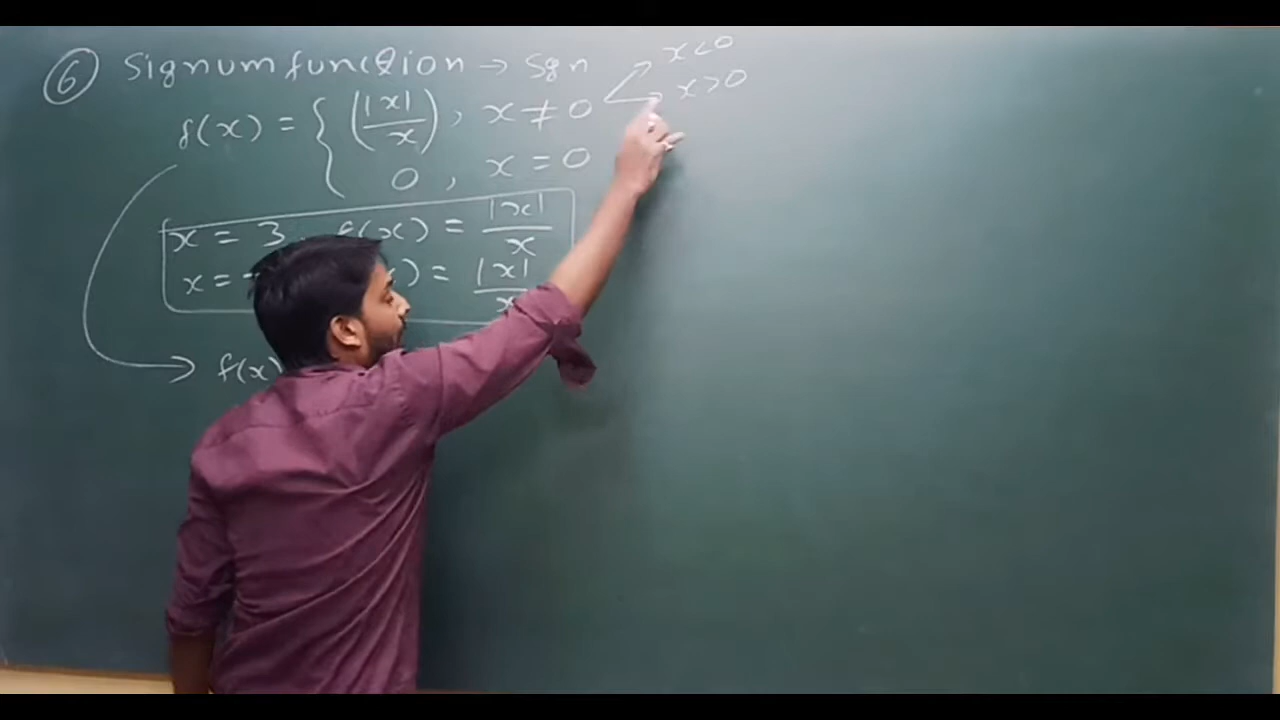 ⑥ Signum function → Sgn
x < 0
x > 0
f(x) = { (|x|/x), x ≠ 0
0, x = 0
x = 3, f(x) = |x|/x
x = (x) = |x|/x
f(x)